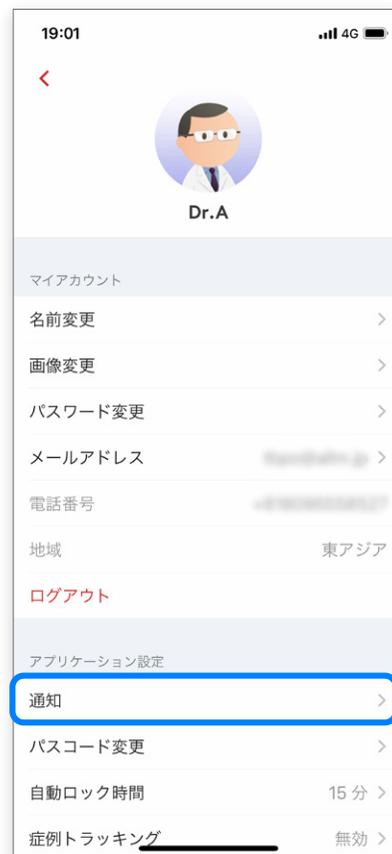 19:01
4G
Dr.A
マイアカウント
名前変更
画像変更
パスワード変更
メールアドレス
電話番号
地域 東アジア
ログアウト
アプリケーション設定
通知
パスコード変更
自動ロック時間 15 分
症例トラッキング 無効